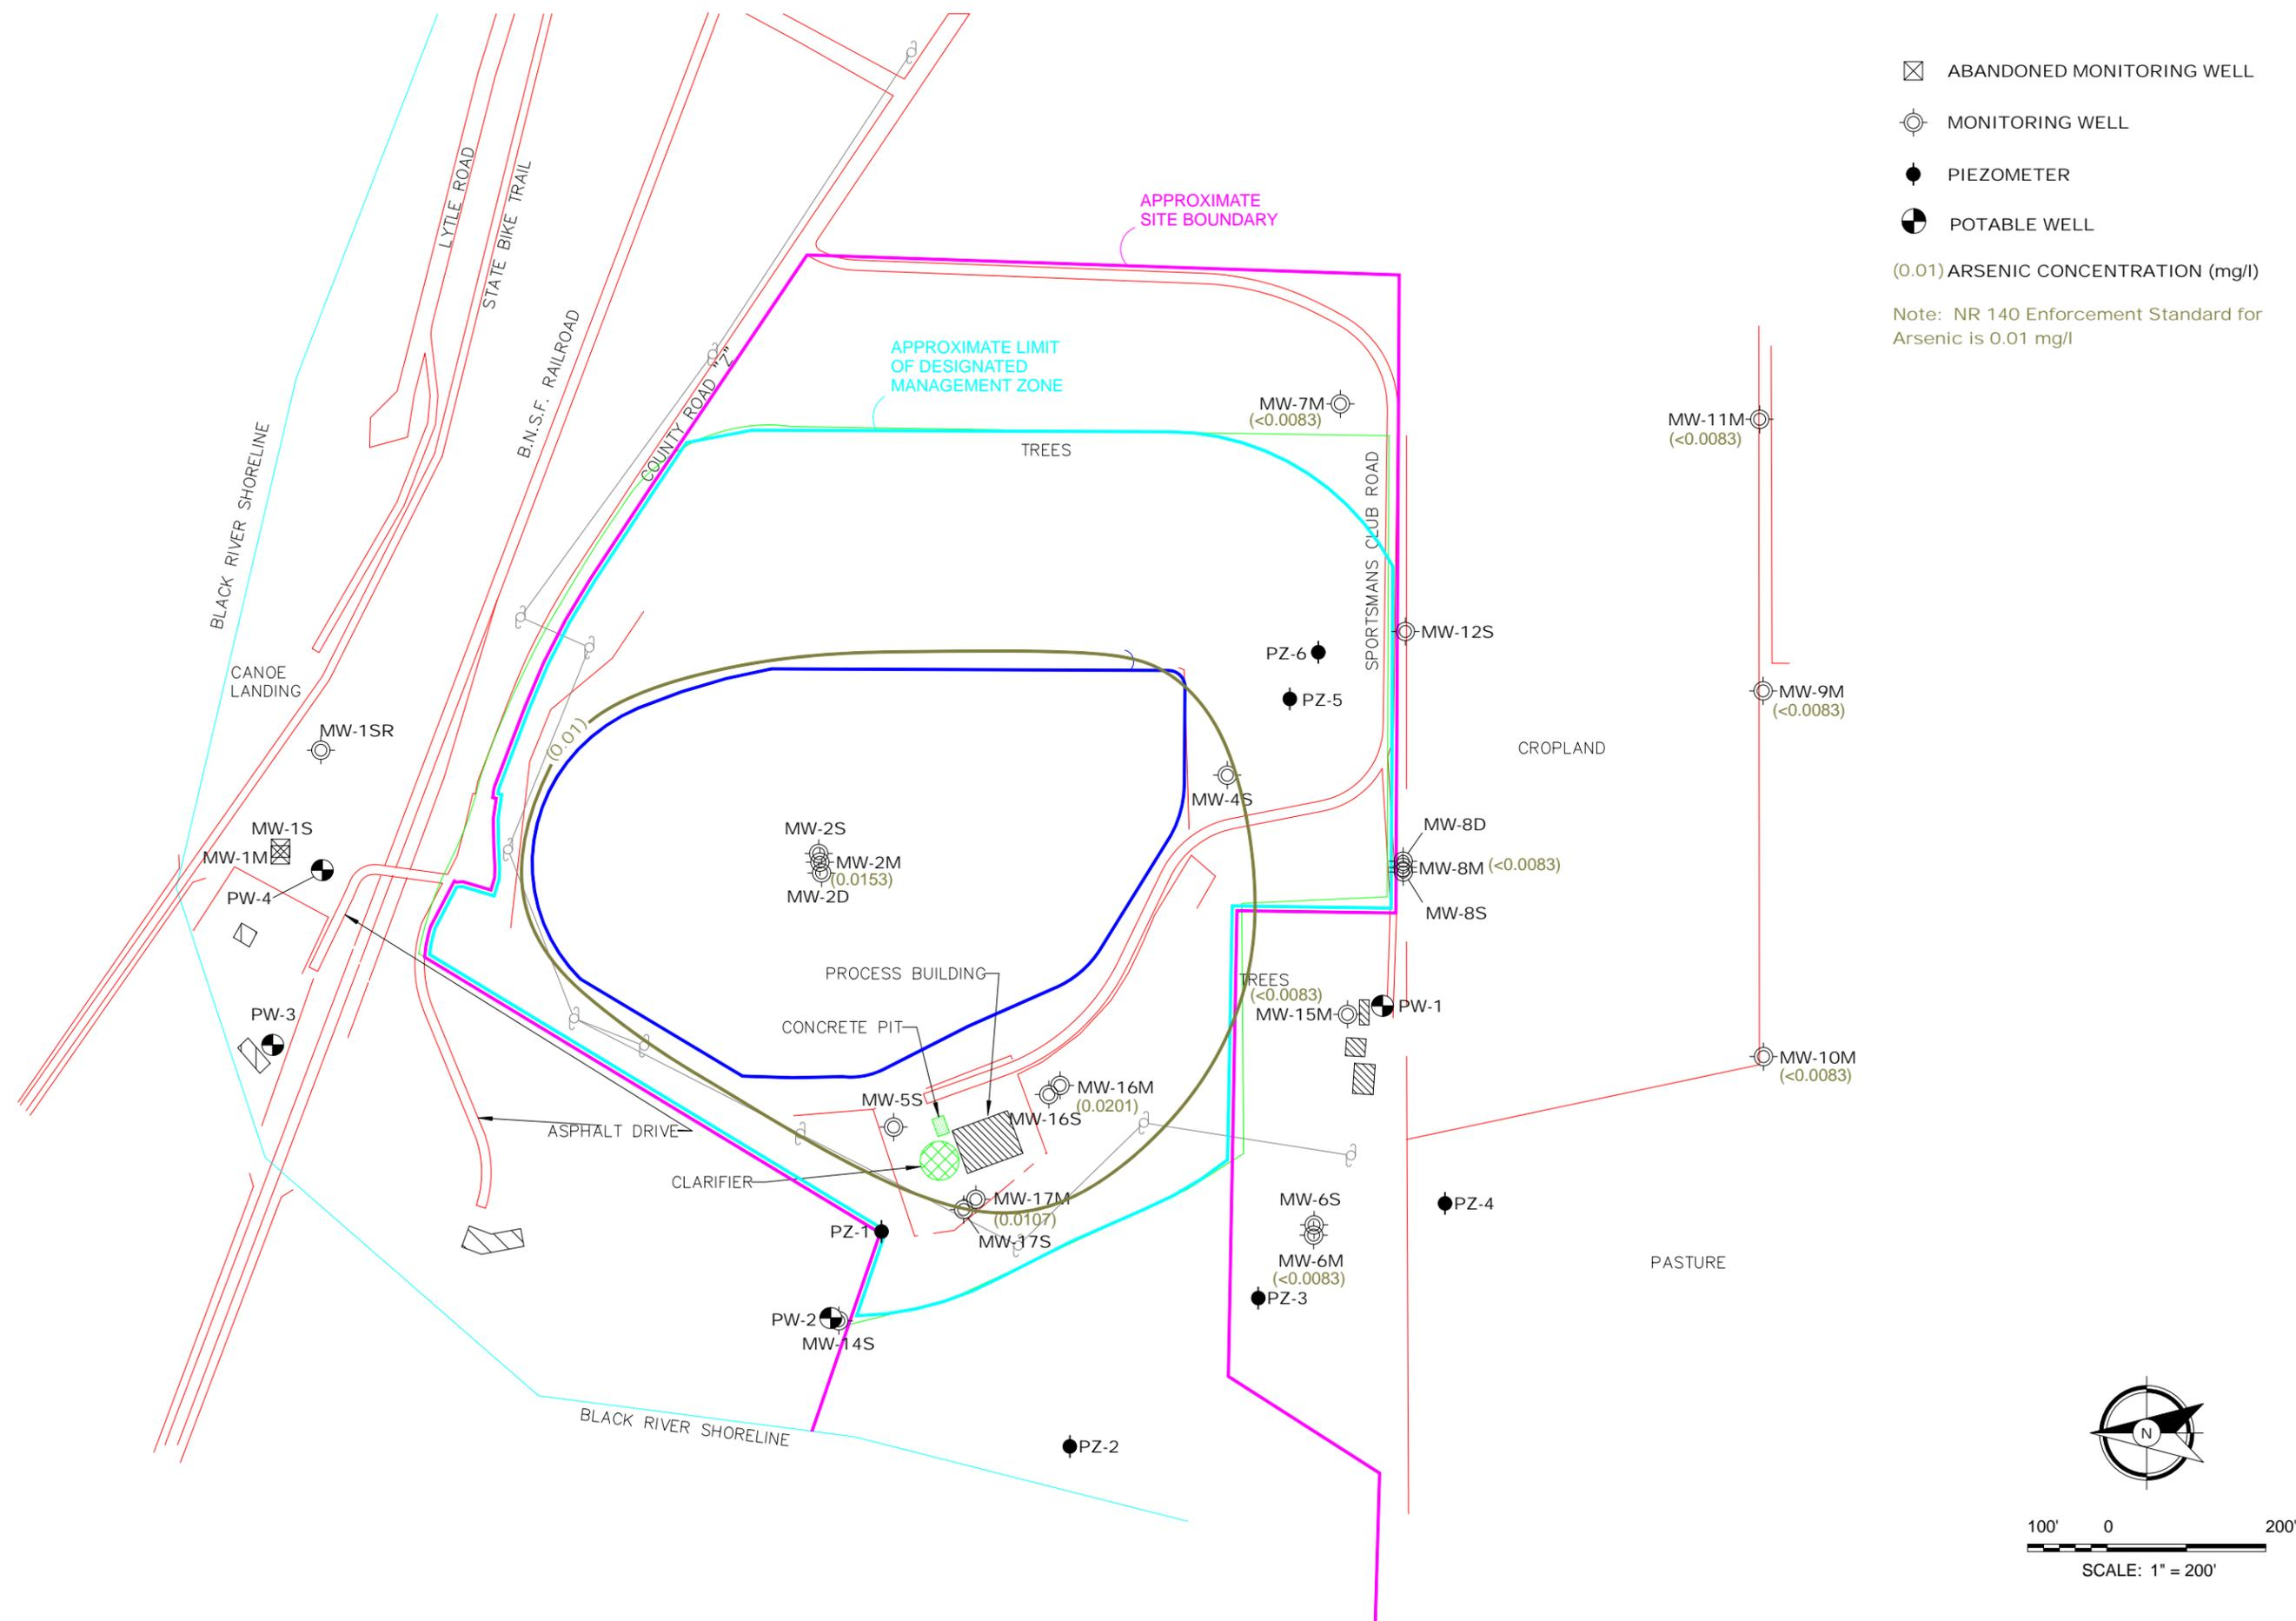 ABANDONED MONITORING WELL
MONITORING WELL
PIEZOMETER
POTABLE WELL
(0.01) ARSENIC CONCENTRATION (mg/l)
Note: NR 140 Enforcement Standard for
Arsenic is 0.01 mg/l
LYTLE ROAD
STATE BIKE TRAIL
B.N.S.F. RAILROAD
COUNTY ROAD "Z"
BLACK RIVER SHORELINE
APPROXIMATE
SITE BOUNDARY
APPROXIMATE LIMIT
OF DESIGNATED
MANAGEMENT ZONE
TREES
MW-7M
(<0.0083)
MW-11M
(<0.0083)
SPORTSMANS CLUB ROAD
MW-12S
PZ-6
PZ-5
MW-9M
(<0.0083)
CROPLAND
CANOE
LANDING
MW-1SR
(0.01)
MW-4S
MW-1S
MW-1M
PW-4
MW-2S
MW-2M
(0.0153)
MW-2D
MW-8D
MW-8M (<0.0083)
MW-8S
PROCESS BUILDING
TREES
(<0.0083)
MW-15M
PW-1
PW-3
CONCRETE PIT
MW-10M
(<0.0083)
MW-5S
MW-16M
(0.0201)
MW-16S
ASPHALT DRIVE
CLARIFIER
MW-17M
(0.0107)
MW-17S
MW-6S
MW-6M
(<0.0083)
PZ-4
PZ-1
PZ-3
PASTURE
PW-2
MW-14S
BLACK RIVER SHORELINE
PZ-2
N
100' 0 200'
SCALE: 1" = 200'